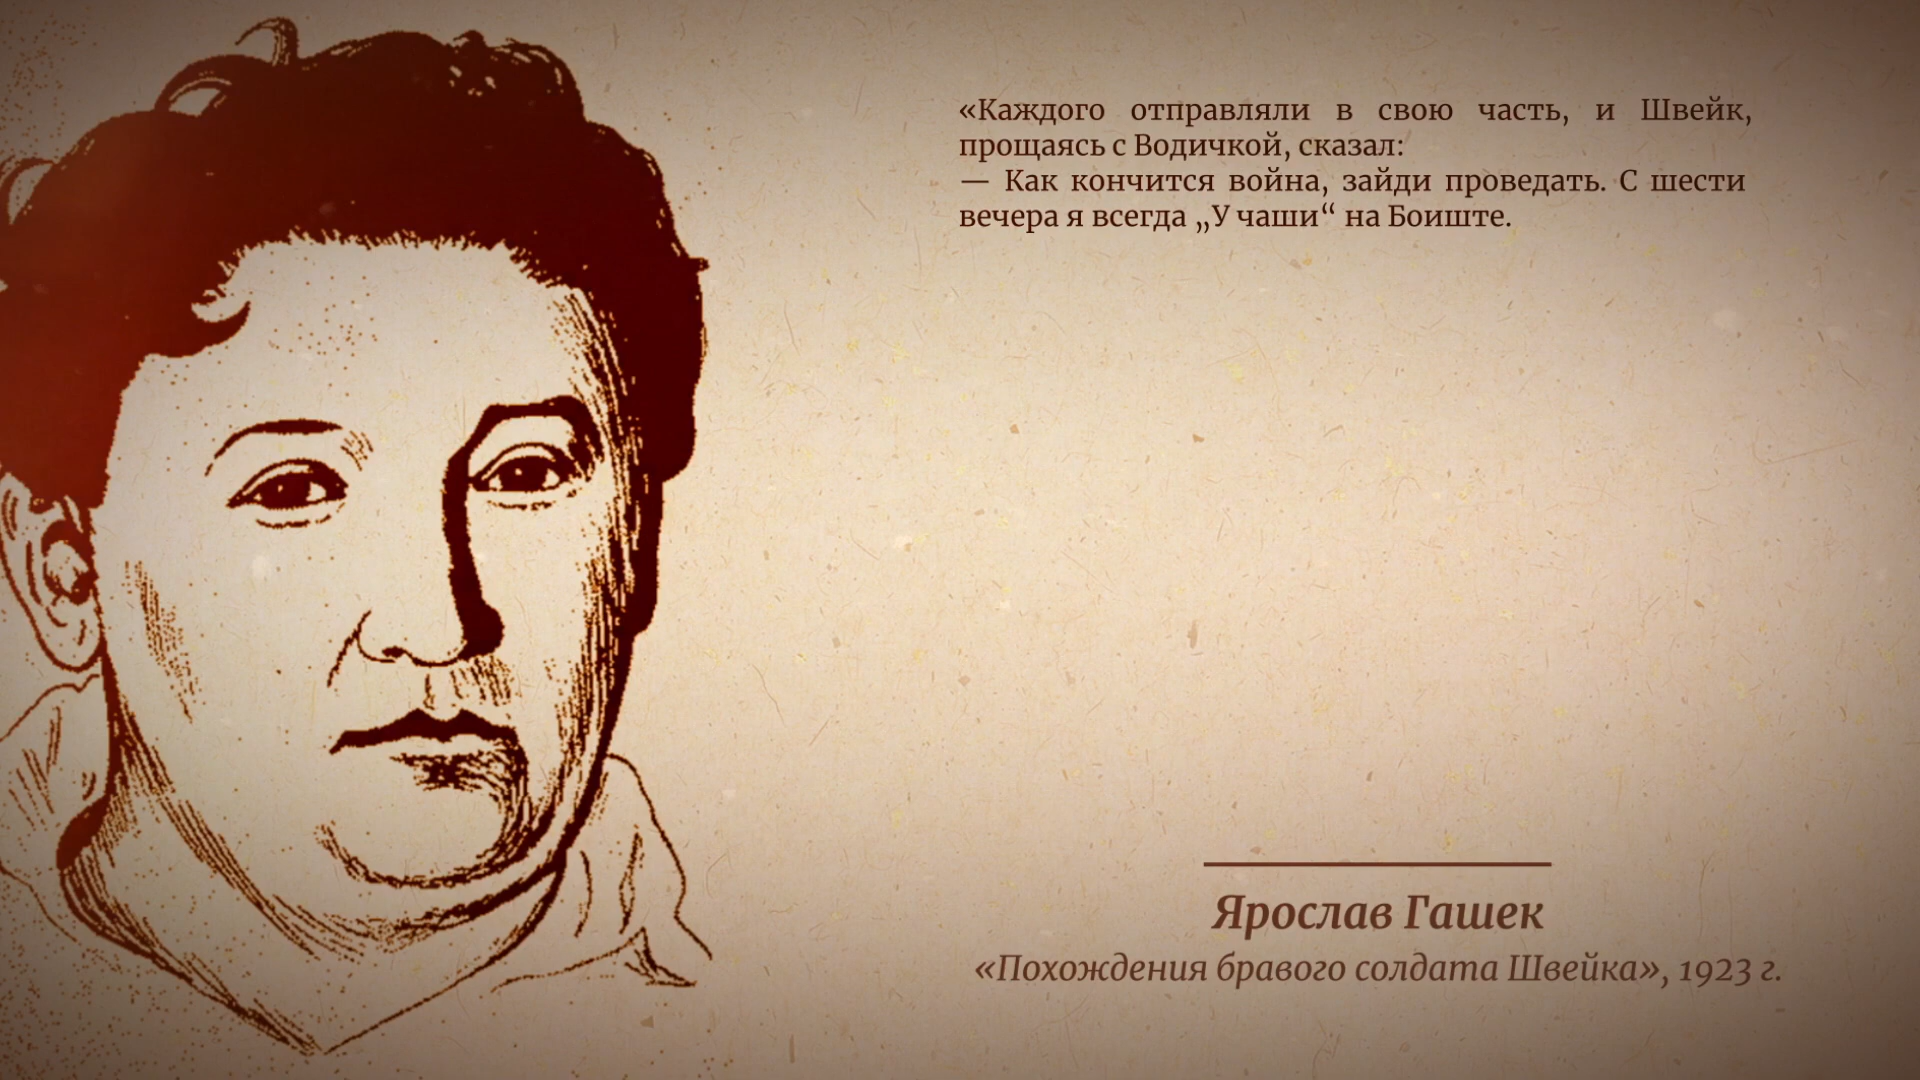 «Каждого отправляли в свою часть, и Швейк,
прощаясь с Водичкой, сказал:
— Как кончится война, зайди проведать. С шести
вечера я всегда „У чаши“ на Боиште.
Ярослав Гашек
«Похождения бравого солдата Швейка», 1923 г.